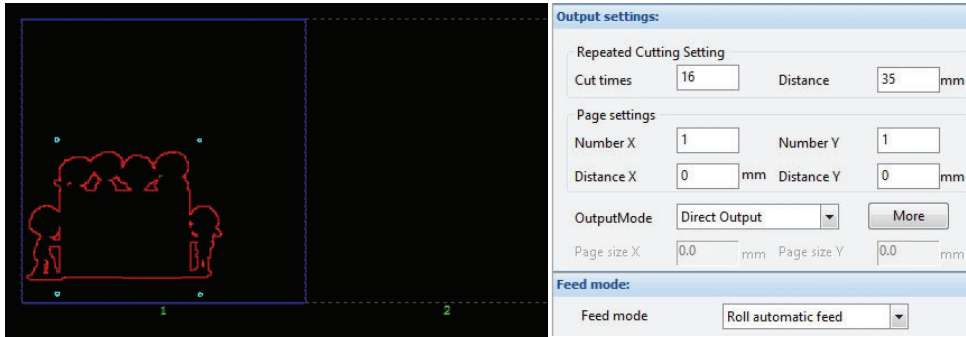 1
2
Output settings:
Repeated Cutting Setting
Cut times 16 Distance 35 mm
Page settings
Number X 1 Number Y 1
Distance X 0 mm Distance Y 0 mm
OutputMode Direct Output More
Page size X 0.0 mm Page size Y 0.0 mm
Feed mode:
Feed mode Roll automatic feed